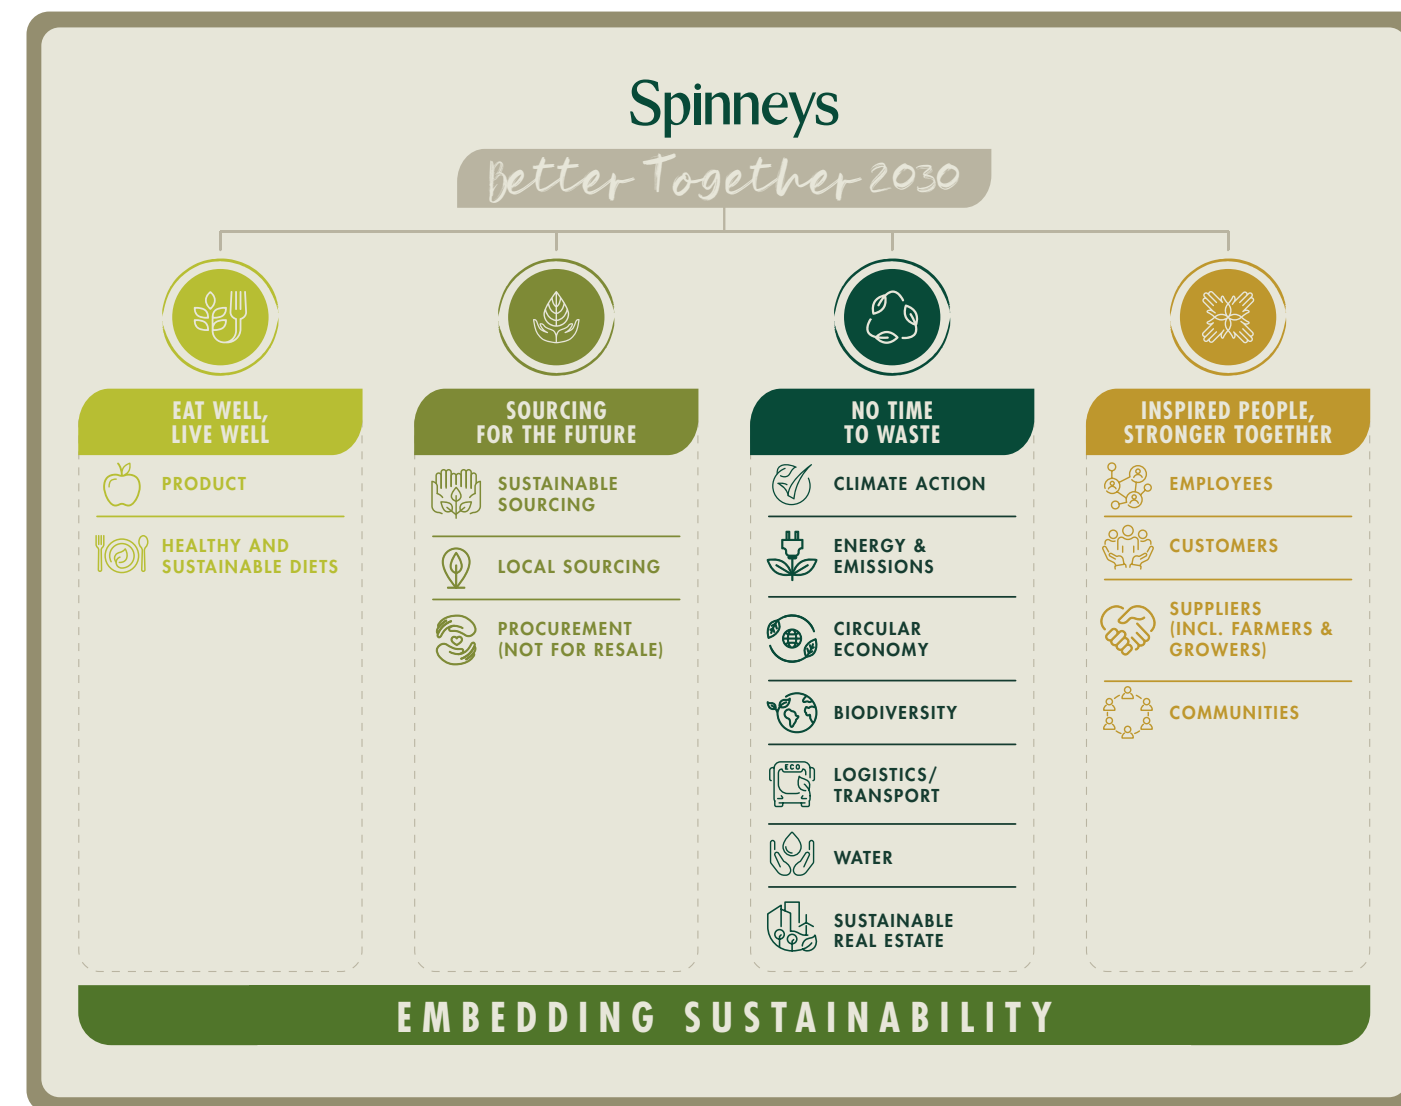 Spinneys
Better Together 2030
EAT WELL,
LIVE WELL
PRODUCT
HEALTHY AND
SUSTAINABLE DIETS
SOURCING
FOR THE FUTURE
SUSTAINABLE
SOURCING
LOCAL SOURCING
PROCUREMENT
(NOT FOR RESALE)
NO TIME
TO WASTE
CLIMATE ACTION
ENERGY &
EMISSIONS
CIRCULAR
ECONOMY
BIODIVERSITY
ECO
LOGISTICS/
TRANSPORT
WATER
SUSTAINABLE
REAL ESTATE
INSPIRED PEOPLE,
STRONGER TOGETHER
EMPLOYEES
CUSTOMERS
SUPPLIERS
(INCL. FARMERS &
GROWERS)
COMMUNITIES
EMBEDDING SUSTAINABILITY